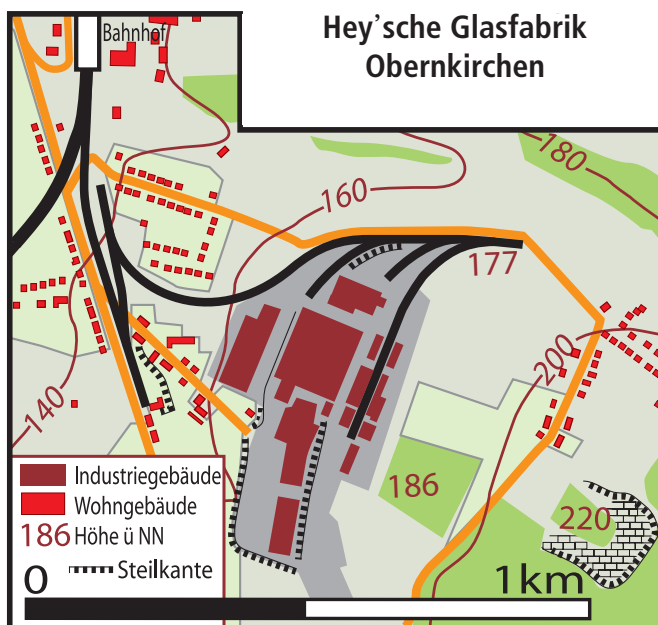 Hey’sche Glasfabrik
Obernkirchen
Bahnhof
180
160
177
200
140
186
220
Industriegebäude
Wohngebäude
186 Höhe ü NN
Steilkante
0
1km